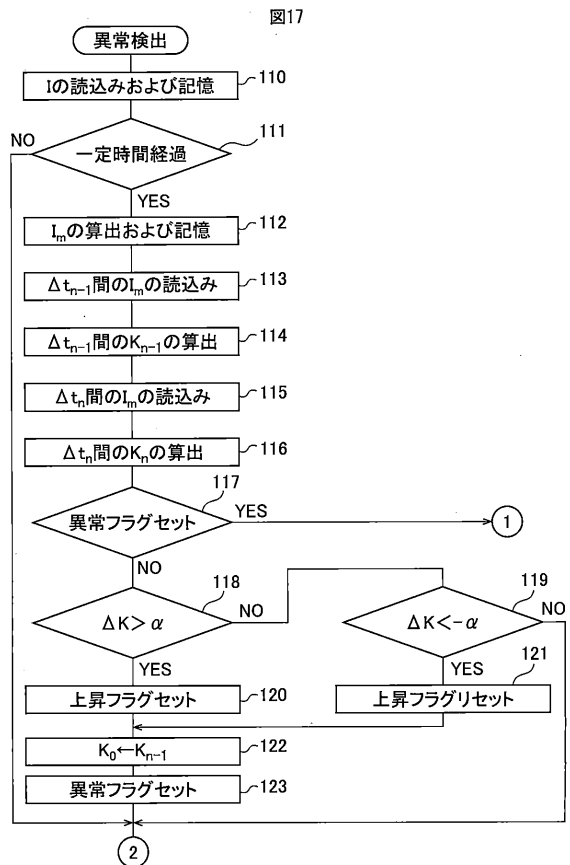 図17
異常検出
Iの読込みおよび記憶
110
一定時間経過
111
NO
YES
Imの算出および記憶
112
Δtn-1間のImの読込み
113
Δtn-1間のKn-1の算出
114
Δtn間のImの読込み
115
Δtn間のKnの算出
116
異常フラグセット
117
YES
1
NO
ΔK>α
118
NO
ΔK<-α
119
NO
YES
YES
上昇フラグセット
120
上昇フラグリセット
121
K0←Kn-1
122
異常フラグセット
123
2